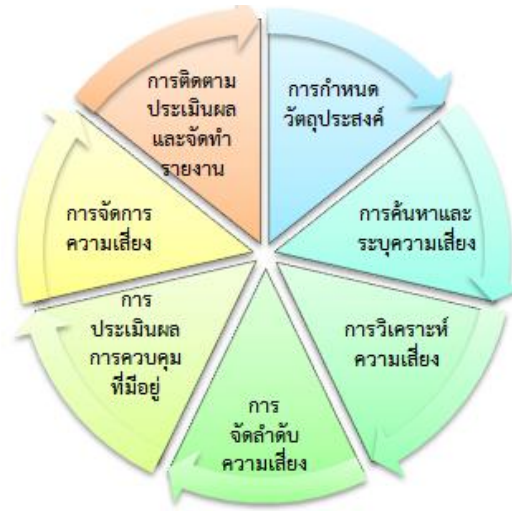 การกำหนด
วัตถุประสงค์
การค้นหาและ
ระบุความเสี่ยง
การวิเคราะห์
ความเสี่ยง
การ
จัดลำดับ
ความเสี่ยง
การ
ประเมินผล
การควบคุม
ที่มีอยู่
การจัดการ
ความเสี่ยง
การติดตาม
ประเมินผล
และจัดทำ
รายงาน